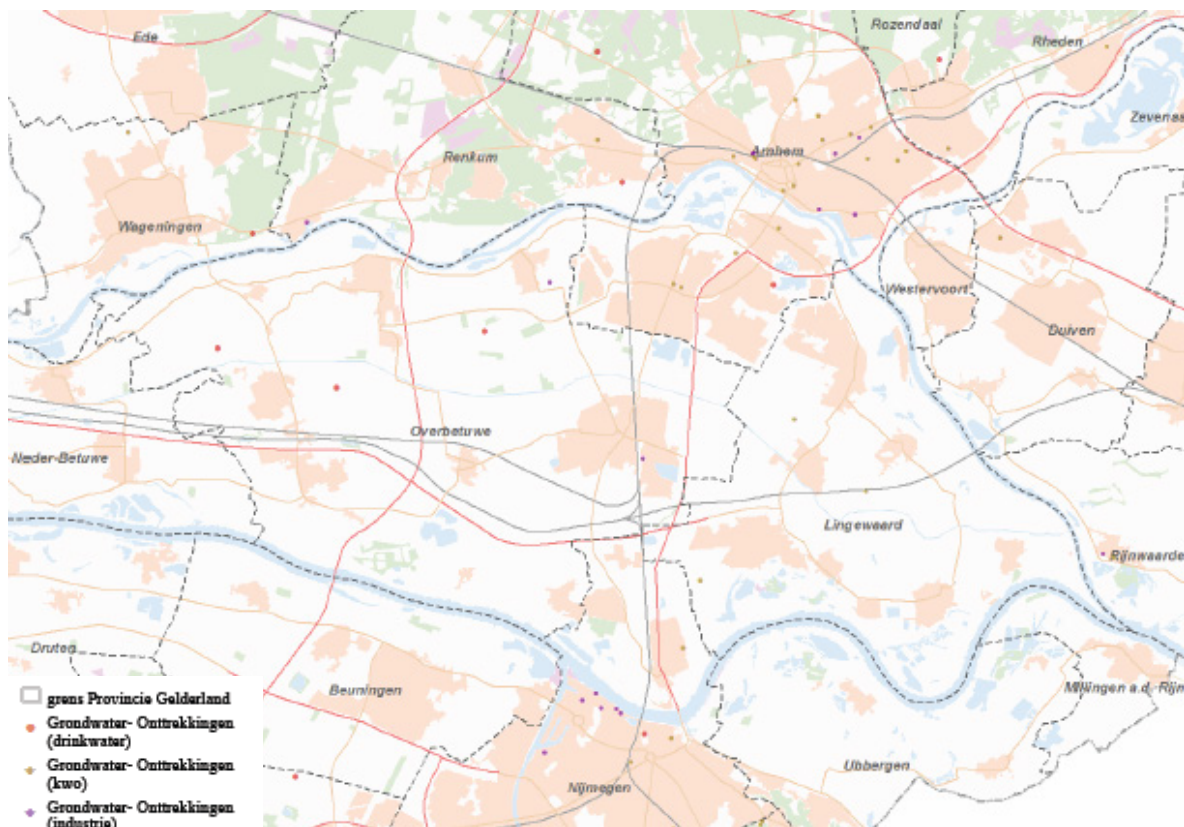 Ede
Rozendaal
Rheden
Zevenaa
Renkum
Arnhem
Wageningen
Westervoort
Duiven
Overbetuwe
Neder-Betuwe
Lingewaard
Rijnwaarde
Druten
Beuningen
Millingen a.d. Rijn
Ubbergen
Nijmegen
grens Provincie Gelderland
Grondwater- Onttrekkingen
(drinkwater)
Grondwater- Onttrekkingen
(kwo)
Grondwater- Onttrekkingen
(industrie)